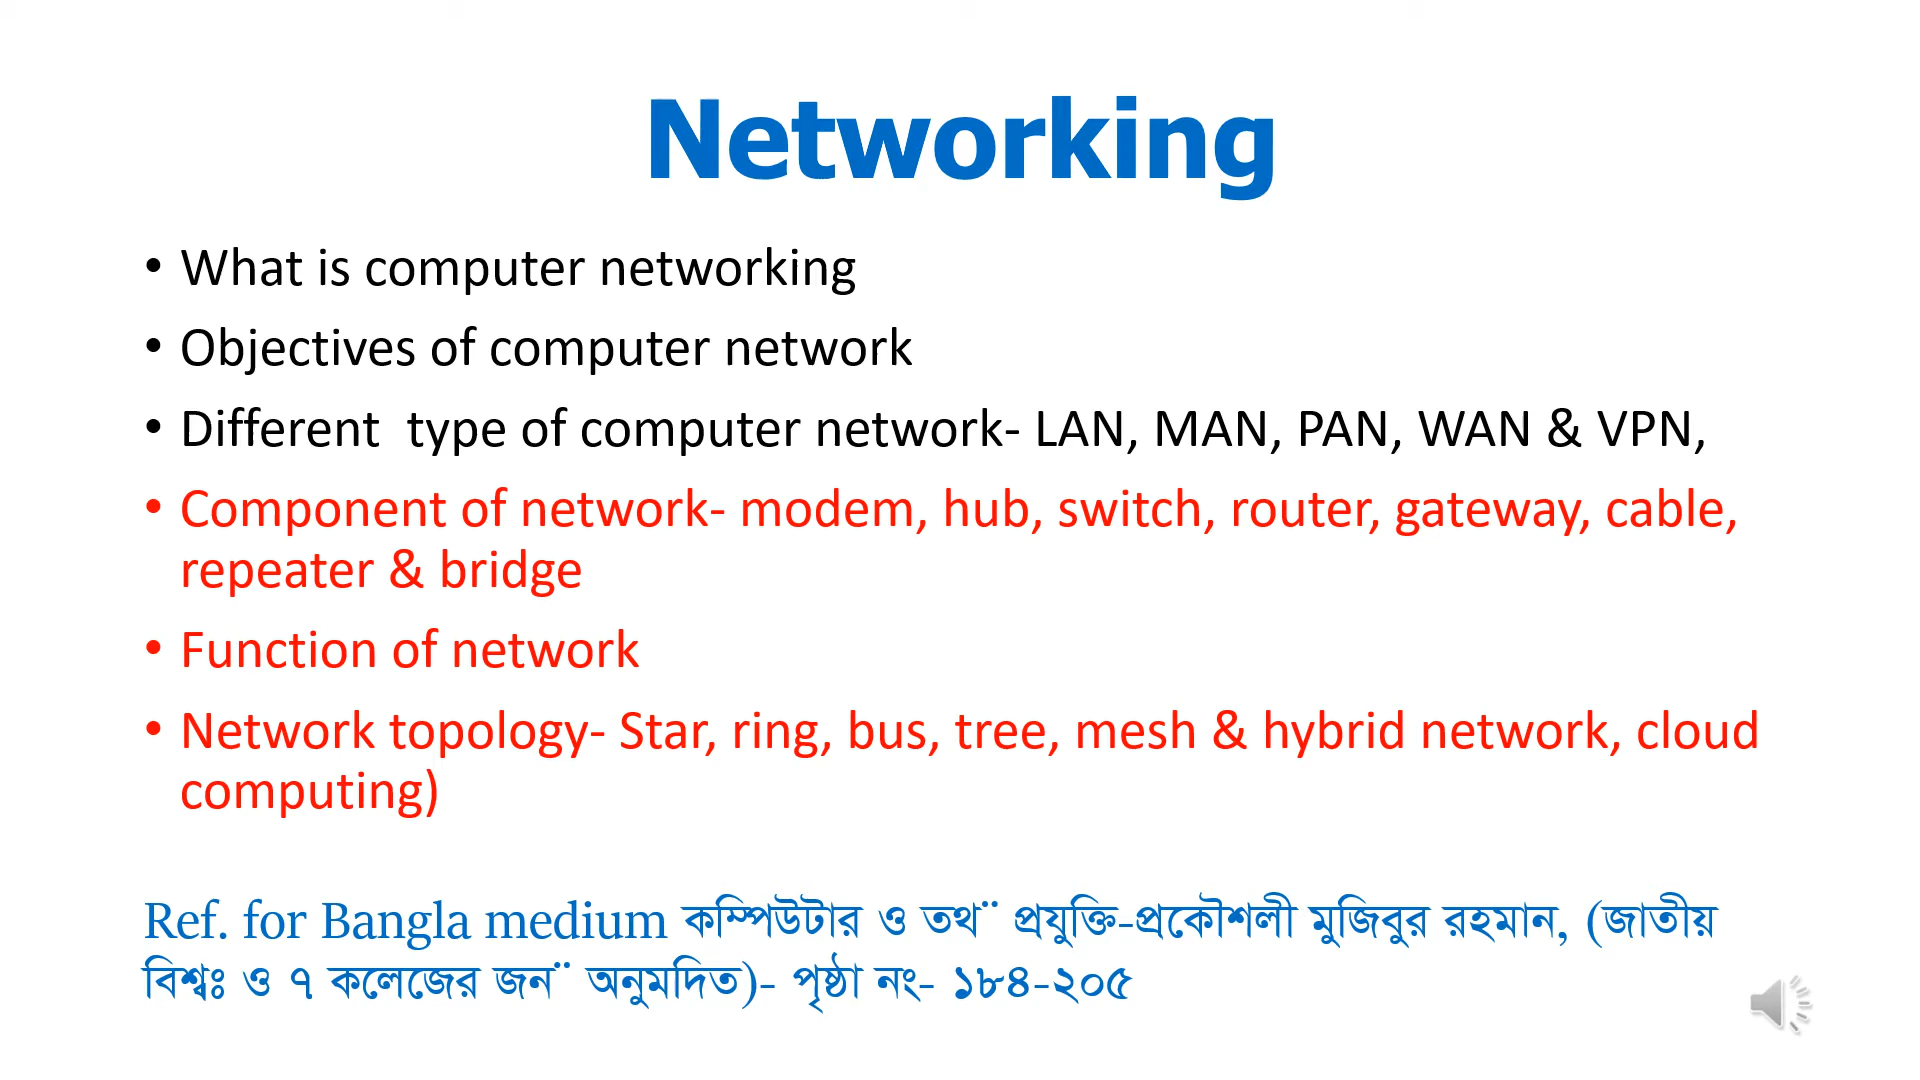 Networking
• What is computer networking
• Objectives of computer network
• Different  type of computer network- LAN, MAN, PAN, WAN & VPN,
• Component of network- modem, hub, switch, router, gateway, cable,
repeater & bridge
• Function of network
• Network topology- Star, ring, bus, tree, mesh & hybrid network, cloud
computing)
Ref. for Bangla medium কম্পিউটার ও তথ¨ প্রযুক্তি-প্রকৌশলী মুজিবুর রহমান, (জাতীয়
বিশ্বঃ ও ৭ কলেজের জন¨ অনুমদিত)- পৃষ্ঠা নং- ১৮৪-২০৫